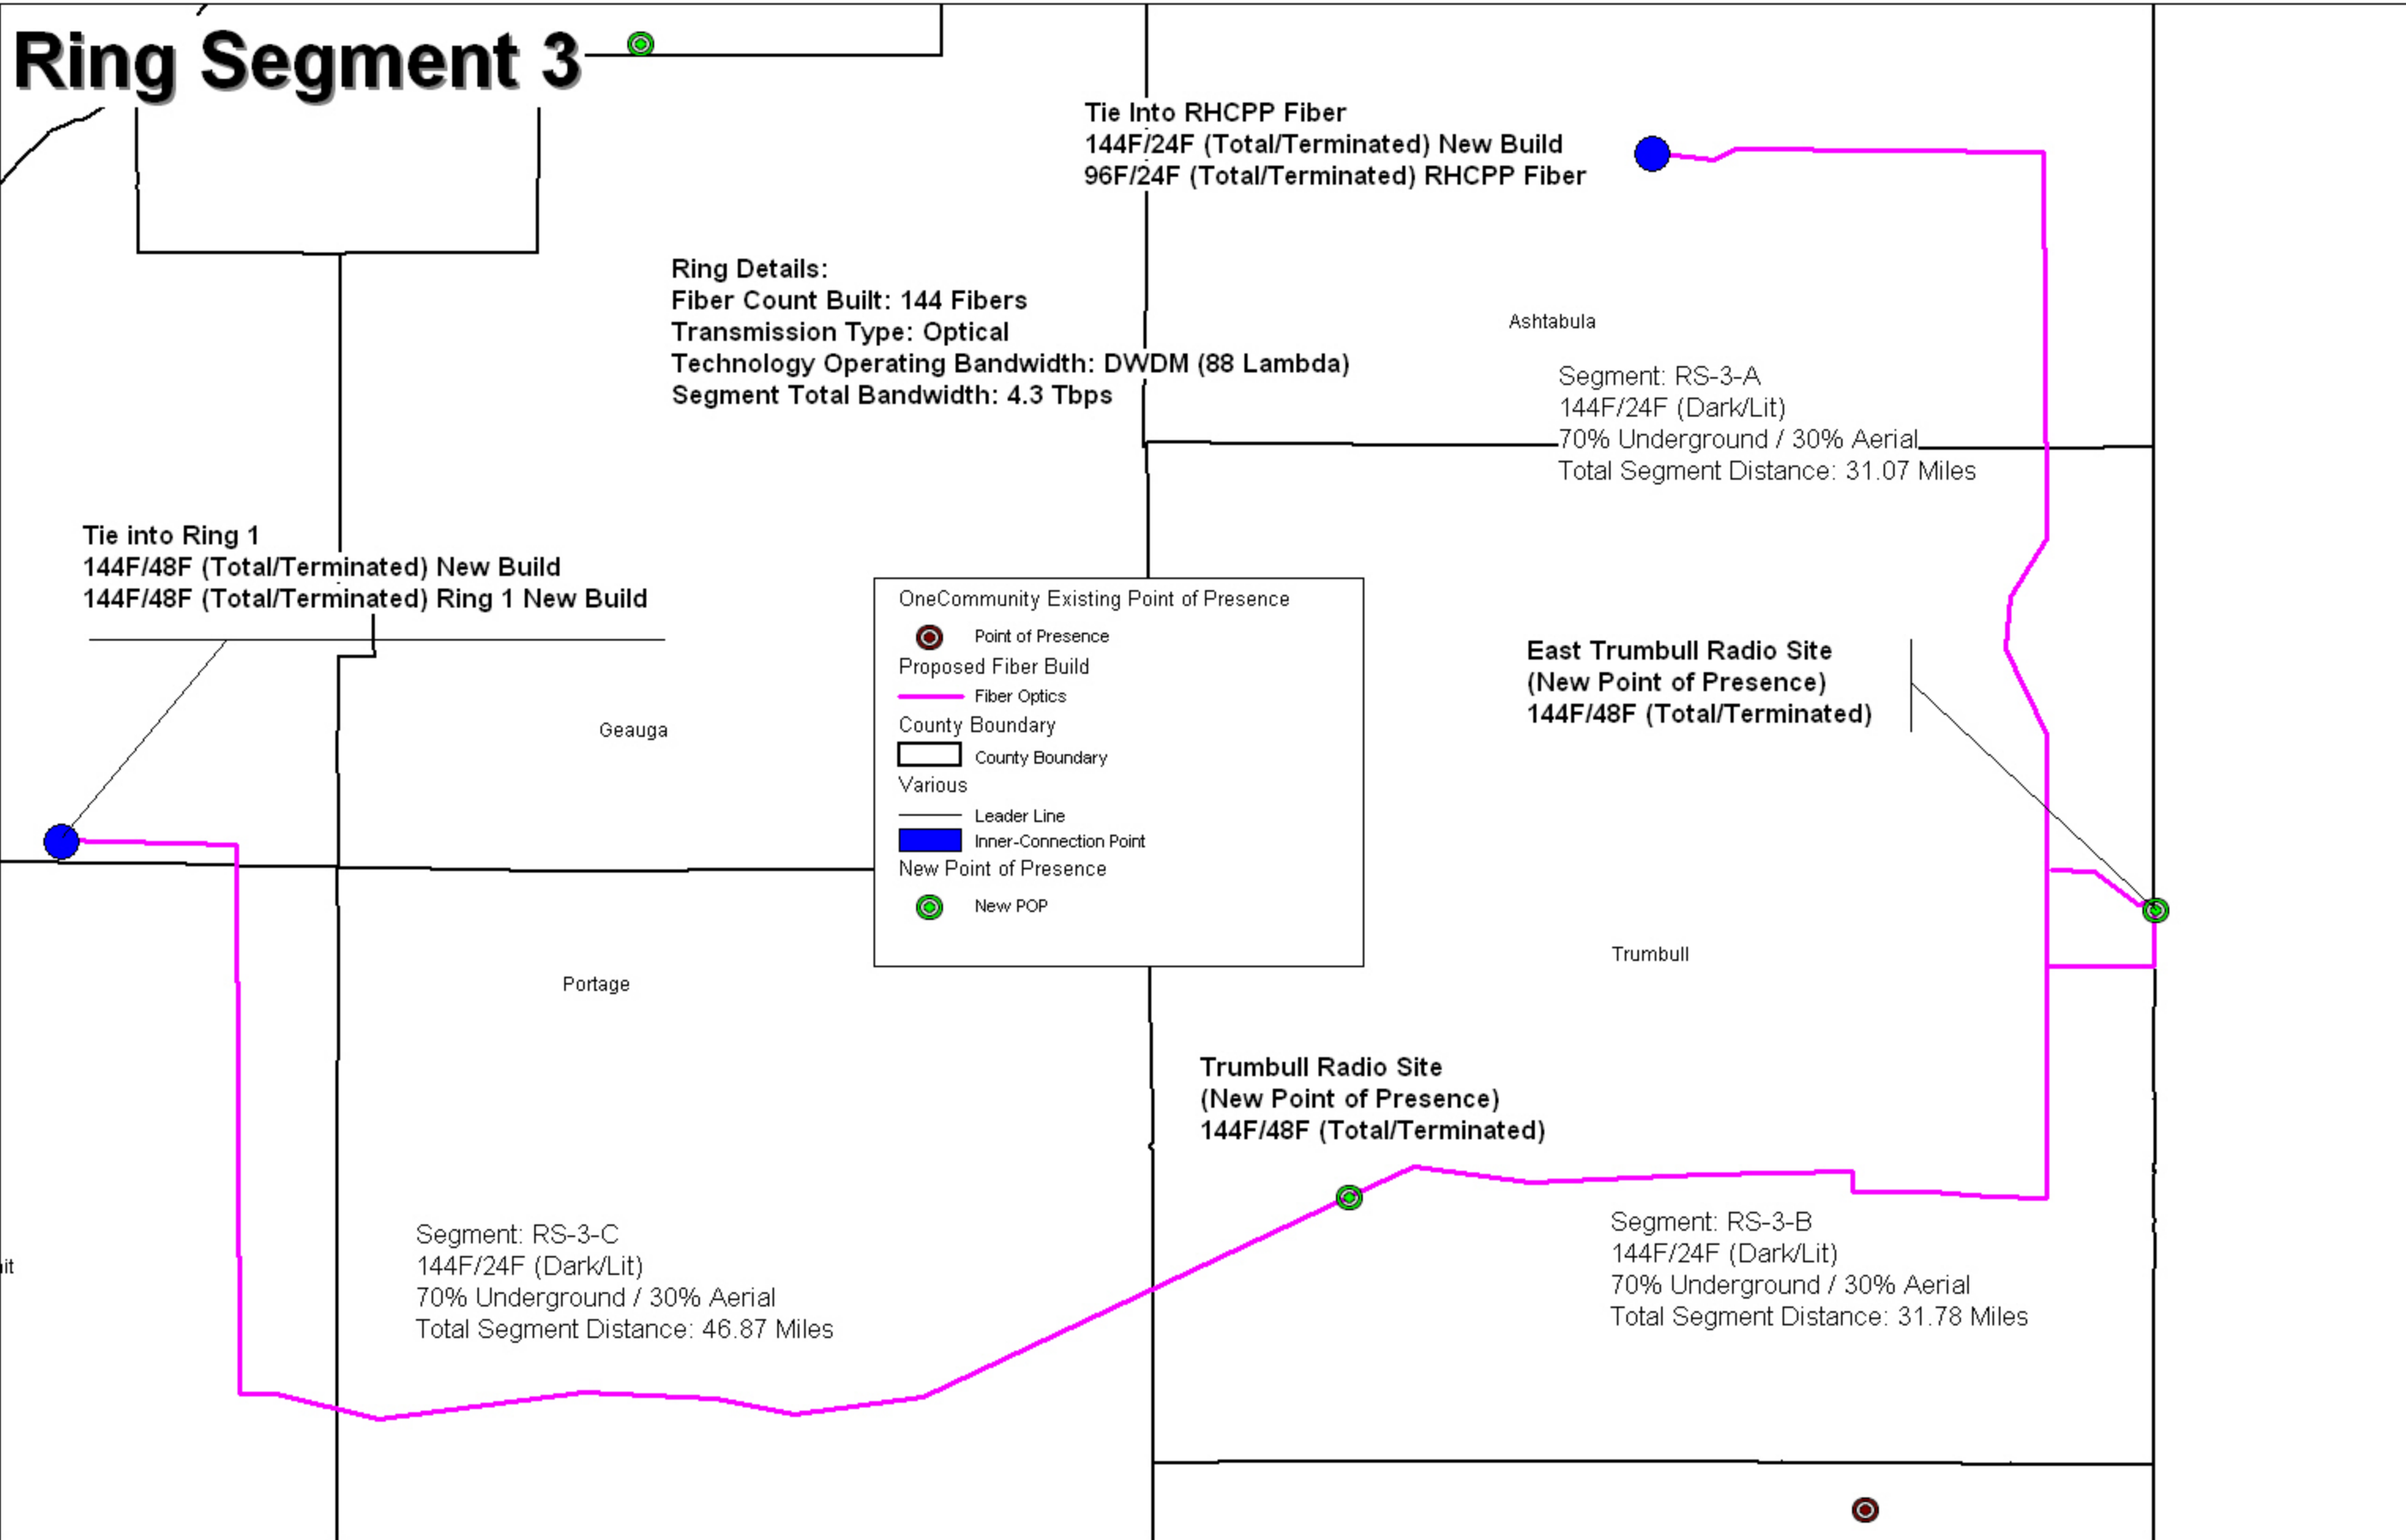 Ring Segment 3
Tie Into RHCPP Fiber
144F/24F (Total/Terminated) New Build
96F/24F (Total/Terminated) RHCPP Fiber
Ring Details:
Fiber Count Built: 144 Fibers
Transmission Type: Optical
Technology Operating Bandwidth: DWDM (88 Lambda)
Segment Total Bandwidth: 4.3 Tbps
Ashtabula
Segment: RS-3-A
144F/24F (Dark/Lit)
70% Underground / 30% Aerial
Total Segment Distance: 31.07 Miles
Tie into Ring 1
144F/48F (Total/Terminated) New Build
144F/48F (Total/Terminated) Ring 1 New Build
OneCommunity Existing Point of Presence
Point of Presence
Proposed Fiber Build
Fiber Optics
County Boundary
County Boundary
Various
Leader Line
Inner-Connection Point
New Point of Presence
New POP
East Trumbull Radio Site
(New Point of Presence)
144F/48F (Total/Terminated)
Geauga
Portage
Trumbull
Trumbull Radio Site
(New Point of Presence)
144F/48F (Total/Terminated)
Segment: RS-3-C
144F/24F (Dark/Lit)
70% Underground / 30% Aerial
Total Segment Distance: 46.87 Miles
Segment: RS-3-B
144F/24F (Dark/Lit)
70% Underground / 30% Aerial
Total Segment Distance: 31.78 Miles